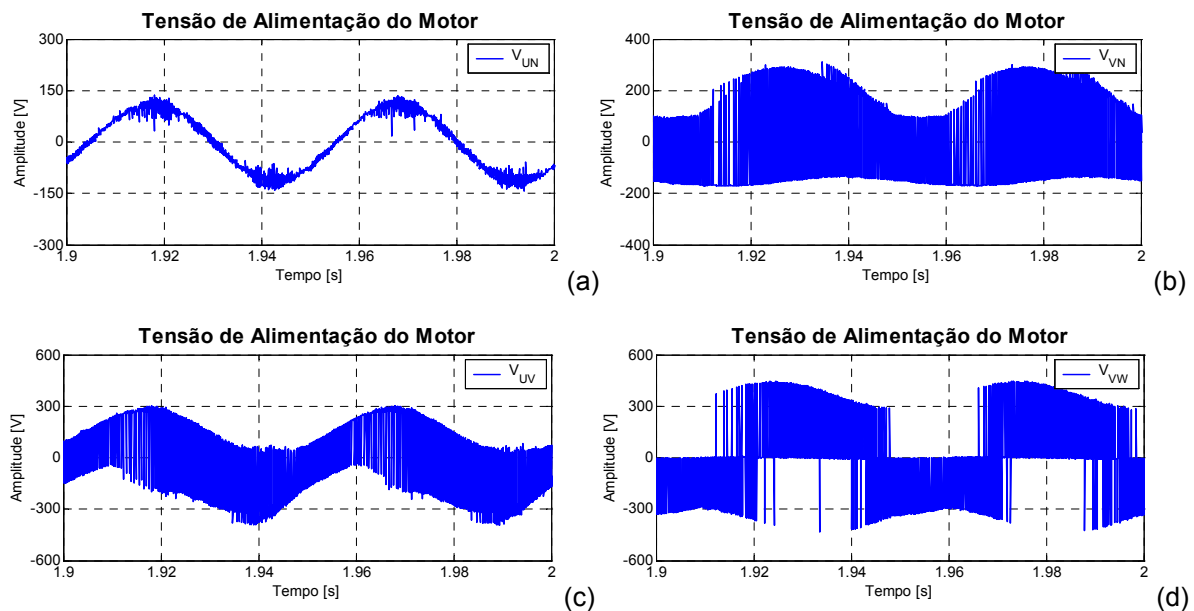 Tensão de Alimentação do Motor
300
150
0
-150
-300
Amplitude [V]
V_UN
1.9 1.92 1.94 1.96 1.98 2
Tempo [s]
(a)
Tensão de Alimentação do Motor
400
200
0
-200
-400
Amplitude [V]
V_VN
1.9 1.92 1.94 1.96 1.98 2
Tempo [s]
(b)
Tensão de Alimentação do Motor
600
300
0
-300
-600
Amplitude [V]
V_UV
1.9 1.92 1.94 1.96 1.98 2
Tempo [s]
(c)
Tensão de Alimentação do Motor
600
300
0
-300
-600
Amplitude [V]
V_VW
1.9 1.92 1.94 1.96 1.98 2
Tempo [s]
(d)